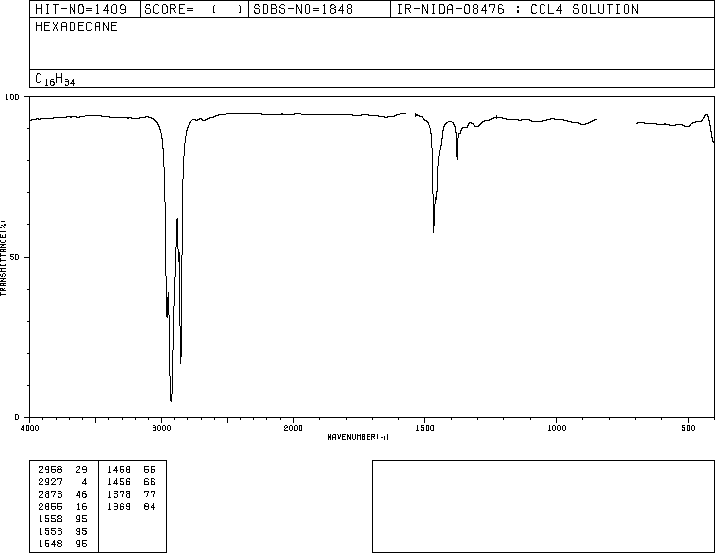 HIT-NO=1409 SCORE= ( ) SDBS-NO=1848 IR-NIDA-08476 : CCL4 SOLUTION
HEXADECANE
C16H34
100
50
0
TRANSMITTANCE(%)
4000 3000 2000 1500 1000 500
WAVENUMBER(-1)
2958 29 1468 56
2927 4 1456 66
2873 46 1378 77
2855 16 1369 84
1558 95
1553 95
1548 95